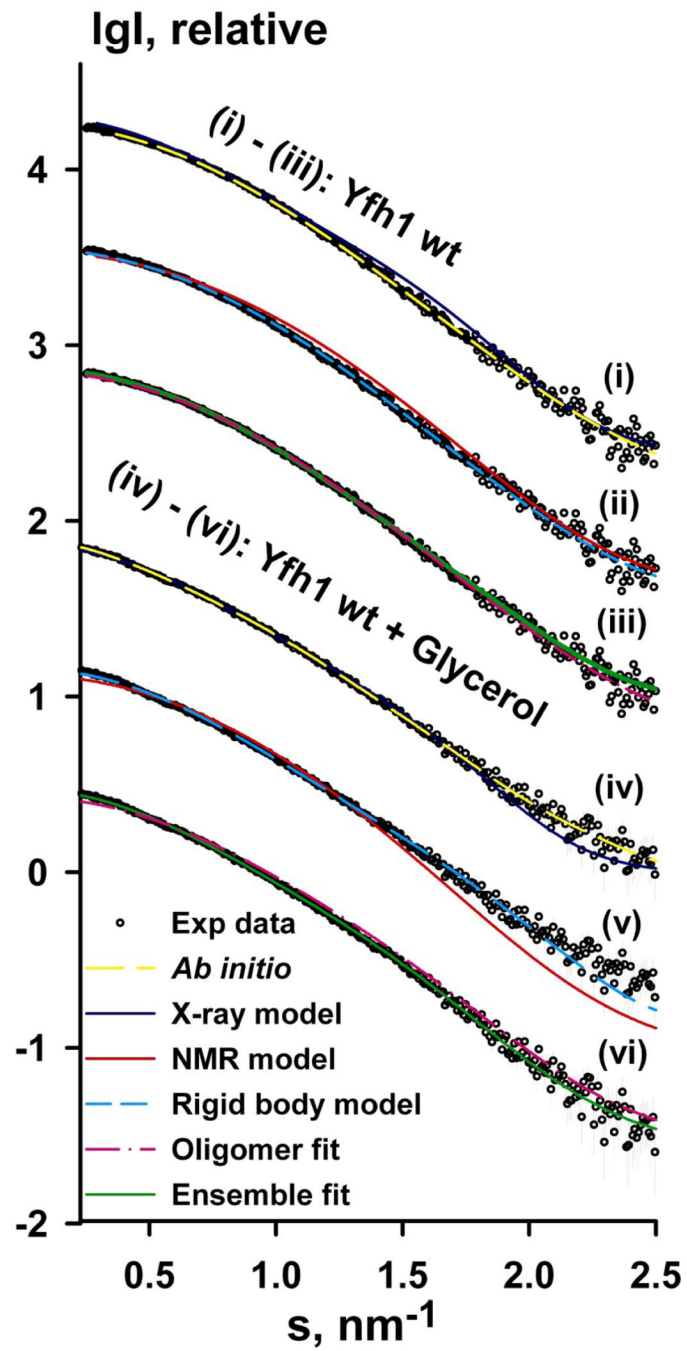 lgI, relative
4
3
2
1
0
-1
-2
(i) - (iii): Yfh1 wt
(i)
(ii)
(iii)
(iv) - (vi): Yfh1 wt + Glycerol
(iv)
(v)
(vi)
Exp data
Ab initio
X-ray model
NMR model
Rigid body model
Oligomer fit
Ensemble fit
0.5 1.0 1.5 2.0 2.5
s, nm-1